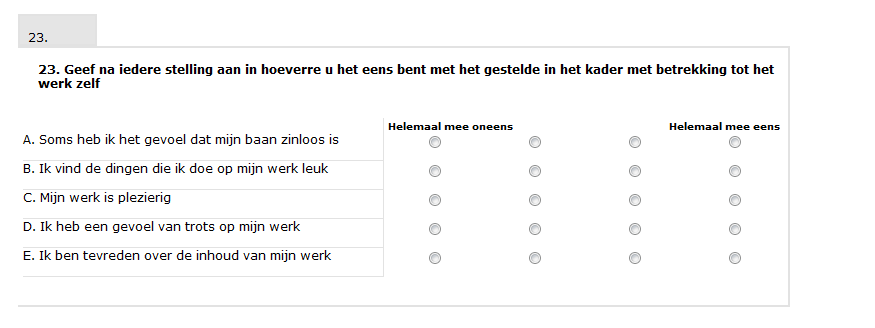 23.
23. Geef na iedere stelling aan in hoeverre u het eens bent met het gestelde in het kader met betrekking tot het
werk zelf
Helemaal mee oneens Helemaal mee eens
A. Soms heb ik het gevoel dat mijn baan zinloos is
B. Ik vind de dingen die ik doe op mijn werk leuk
C. Mijn werk is plezierig
D. Ik heb een gevoel van trots op mijn werk
E. Ik ben tevreden over de inhoud van mijn werk